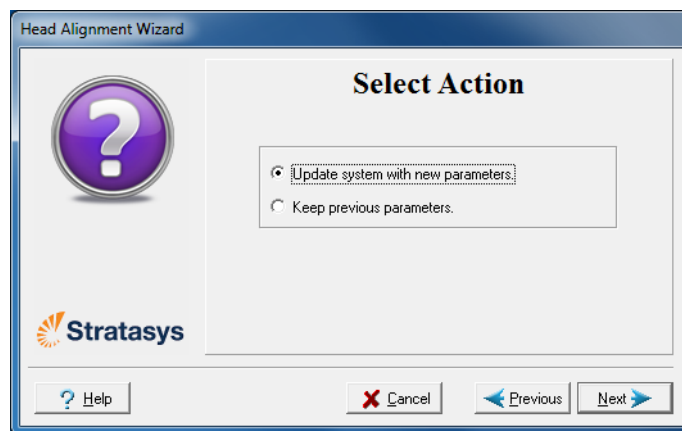 Head Alignment Wizard
Select Action
Update system with new parameters.
Keep previous parameters.
Stratasys
? Help
Cancel
Previous
Next